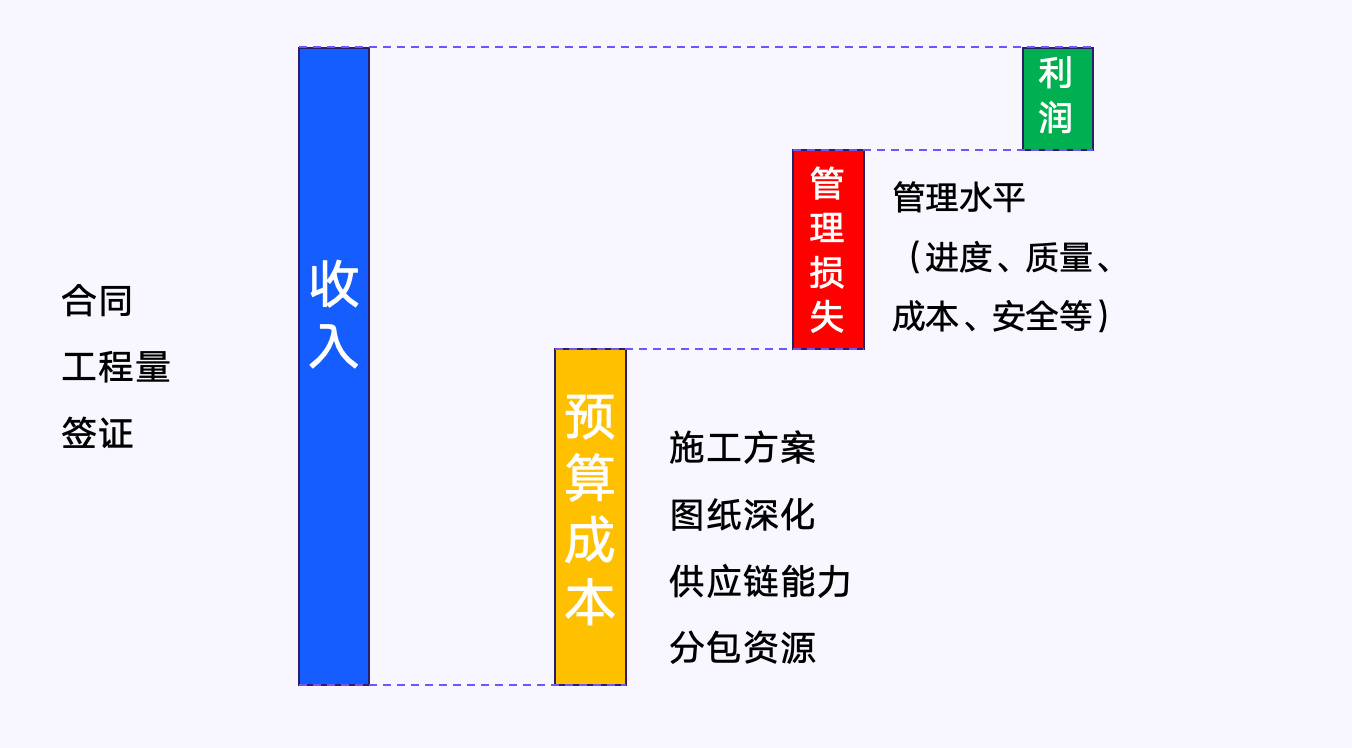 合同
工程量
签证
收入
预算成本
施工方案
图纸深化
供应链能力
分包资源
管理损失
管理水平
（进度、质量、
成本、安全等）
利润